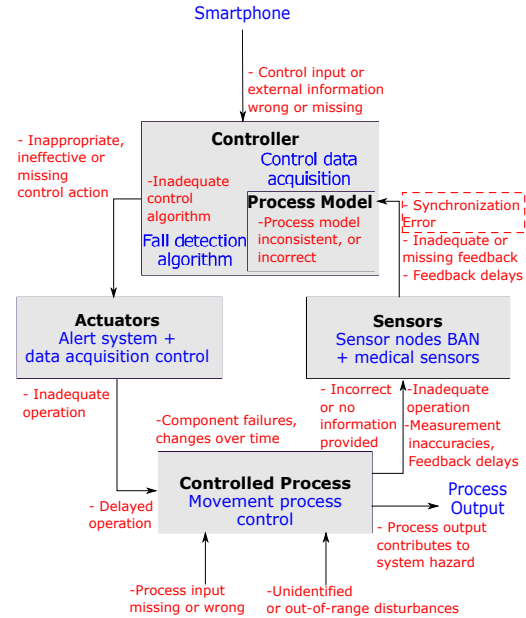 Smartphone
- Control input or
external information
wrong or missing
Controller
Control data
acquisition
- Inappropriate,
ineffective or
missing
control action
-Inadequate
control
algorithm
Fall detection
algorithm
Process Model
-Process model
inconsistent, or
incorrect
- Synchronization
Error
- Inadequate or
missing feedback
- Feedback delays
Actuators
Alert system +
data acquisition control
Sensors
Sensor nodes BAN
+ medical sensors
- Inadequate
operation
- Incorrect
or no
information
provided
-Inadequate
operation
-Measurement
inaccuracies,
Feedback delays
-Component failures,
changes over time
Controlled Process
Movement process
control
- Delayed
operation
Process
Output
- Process output
contributes to
system hazard
-Process input
missing or wrong
-Unidentified
or out-of-range disturbances